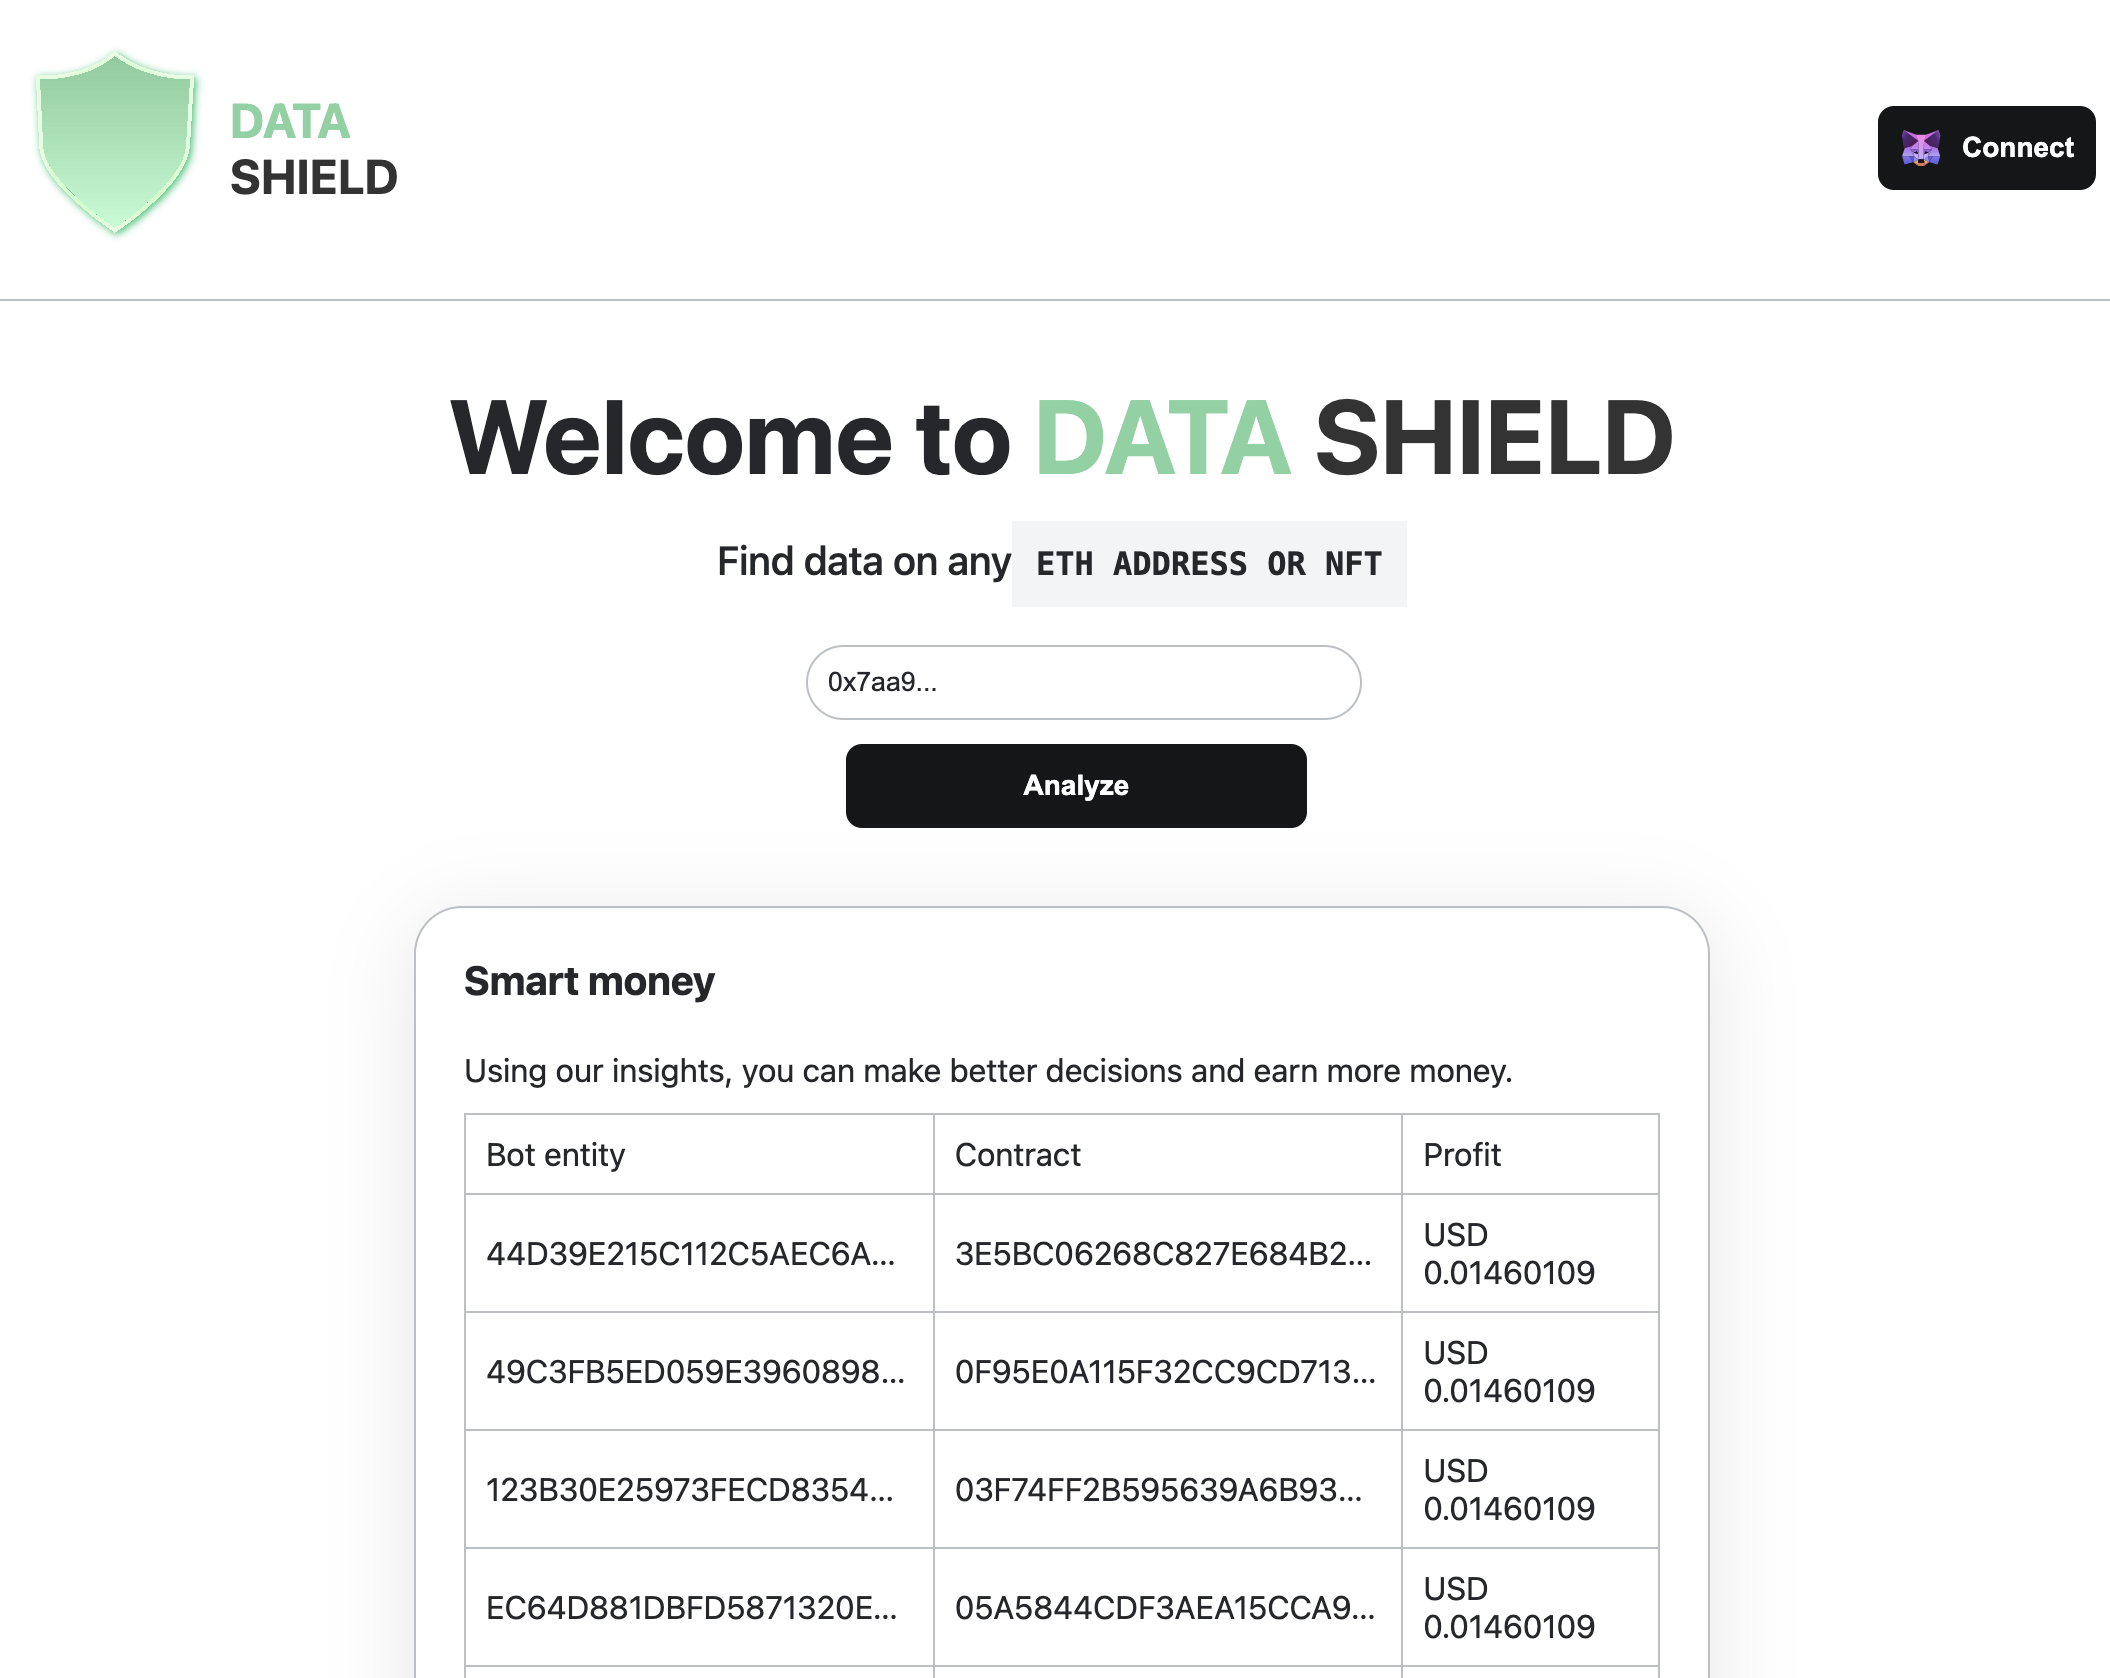 DATA
SHIELD
Connect
Welcome to DATA SHIELD
Find data on any ETH ADDRESS OR NFT
0x7aa9...
Analyze
Smart money
Using our insights, you can make better decisions and earn more money.
Bot entity Contract Profit
44D39E215C112C5AEC6A... 3E5BC06268C827E684B2... USD 0.01460109
49C3FB5ED059E3960898... 0F95E0A115F32CC9CD713... USD 0.01460109
123B30E25973FECD8354... 03F74FF2B595639A6B93... USD 0.01460109
EC64D881DBFD5871320E... 05A5844CDF3AEA15CCA9... USD 0.01460109